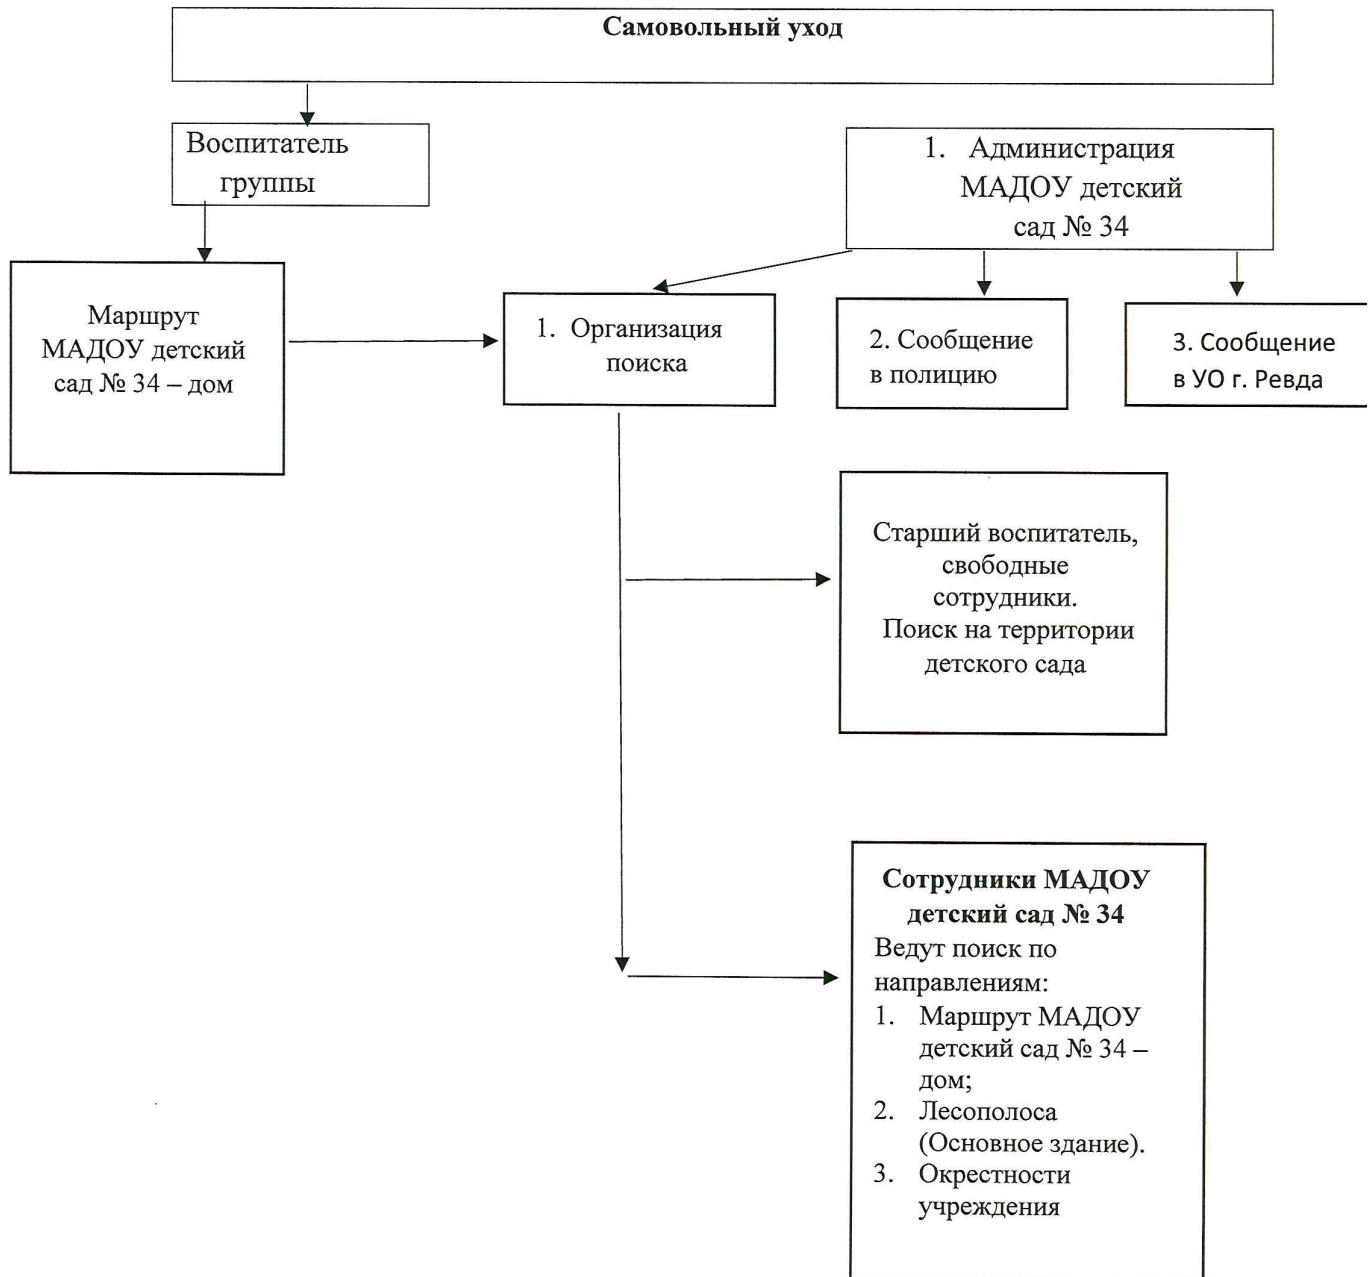 Самовольный уход
Воспитатель
группы
1. Администрация
МАДОУ детский
сад № 34
Маршрут
МАДОУ детский
сад № 34 – дом
1. Организация
поиска
2. Сообщение
в полицию
3. Сообщение
в УО г. Ревда
Старший воспитатель,
свободные
сотрудники.
Поиск на территории
детского сада
Сотрудники МАДОУ
детский сад № 34
Ведут поиск по
направлениям:
1. Маршрут МАДОУ
детский сад № 34 –
дом;
2. Лесополоса
(Основное здание).
3. Окрестности
учреждения